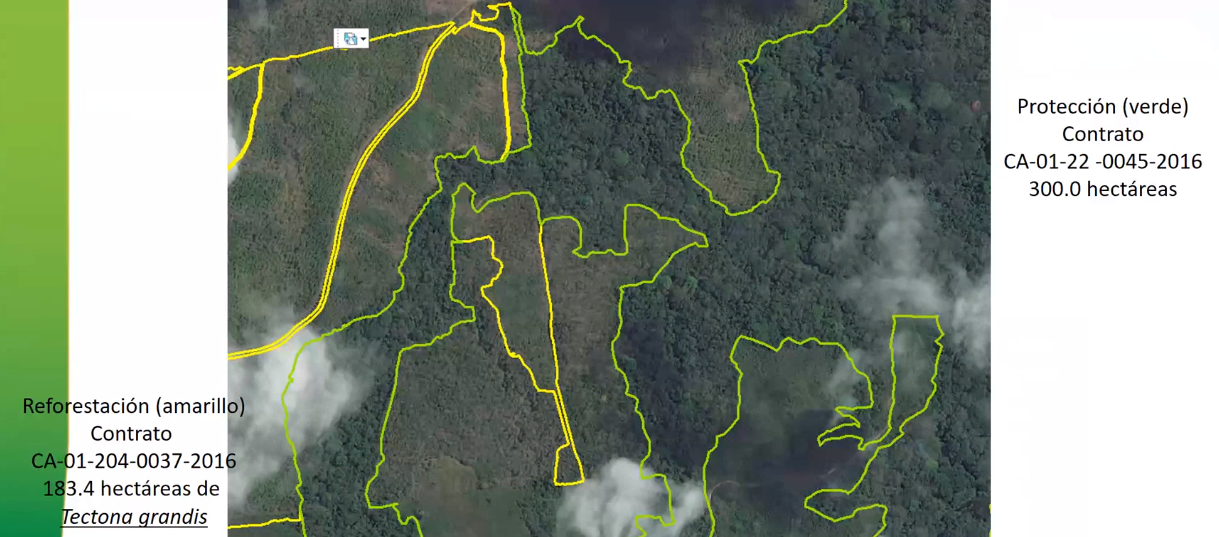 Protección (verde)
Contrato
CA-01-22 -0045-2016
300.0 hectáreas
Reforestación (amarillo)
Contrato
CA-01-204-0037-2016
183.4 hectáreas de
Tectona grandis